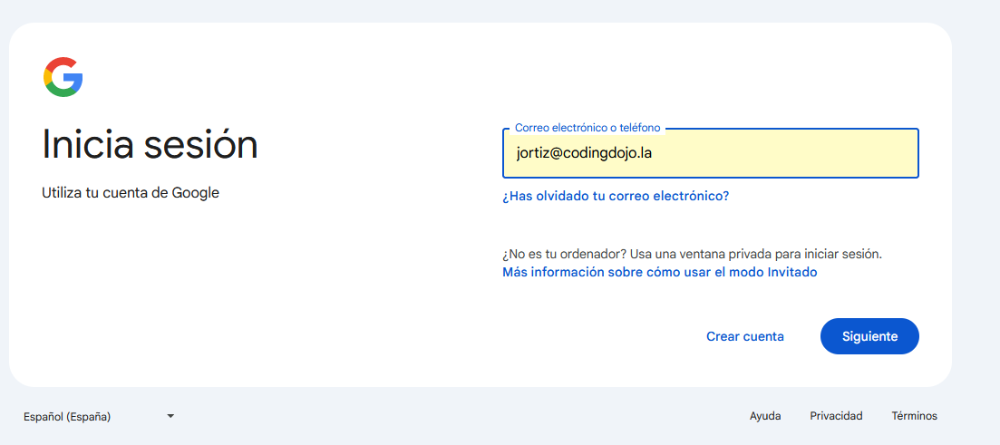 Inicia sesión
Utiliza tu cuenta de Google
Correo electrónico o teléfono
jortiz@codingdojo.la
¿Has olvidado tu correo electrónico?
¿No es tu ordenador? Usa una ventana privada para iniciar sesión.
Más información sobre cómo usar el modo Invitado
Crear cuenta
Siguiente
Español (España)
Ayuda
Privacidad
Términos